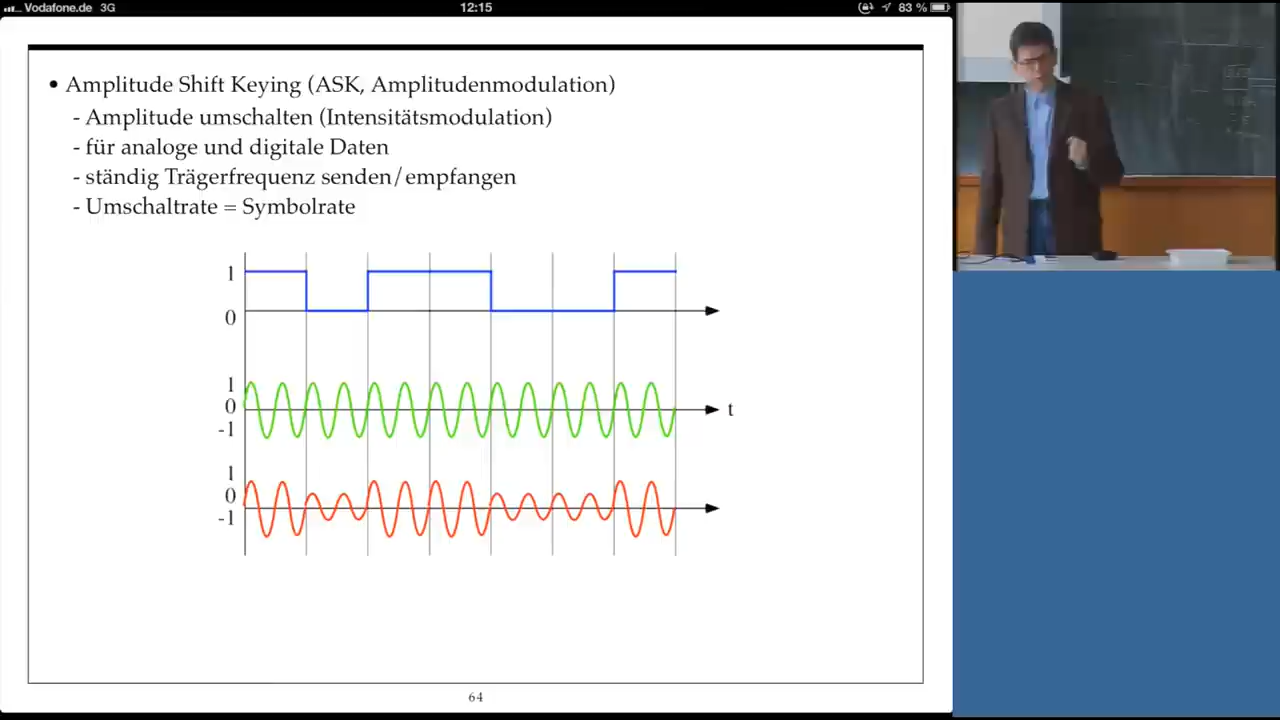 Vodafone.de 3G 12:15 83 %
• Amplitude Shift Keying (ASK, Amplitudenmodulation)
- Amplitude umschalten (Intensitätsmodulation)
- für analoge und digitale Daten
- ständig Trägerfrequenz senden/empfangen
- Umschaltrate = Symbolrate
1
0
1
0
-1
t
1
0
-1
64